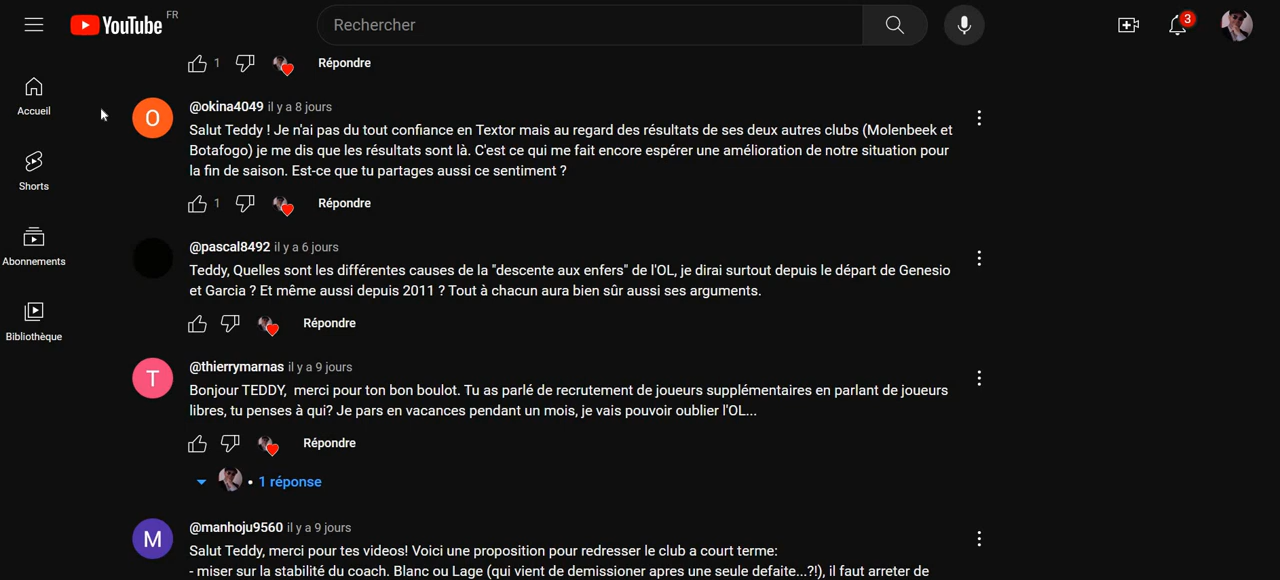 YouTube FR
Rechercher
3
Accueil
Shorts
Abonnements
Bibliothèque
1 Répondre
O
@okina4049 il y a 8 jours
Salut Teddy ! Je n'ai pas du tout confiance en Textor mais au regard des résultats de ses deux autres clubs (Molenbeek et
Botafogo) je me dis que les résultats sont là. C'est ce qui me fait encore espérer une amélioration de notre situation pour
la fin de saison. Est-ce que tu partages aussi ce sentiment ?
1 Répondre
@pascal8492 il y a 6 jours
Teddy, Quelles sont les différentes causes de la "descente aux enfers" de l'OL, je dirai surtout depuis le départ de Genesio
et Garcia ? Et même aussi depuis 2011 ? Tout à chacun aura bien sûr aussi ses arguments.
Répondre
T
@thierrymarnas il y a 9 jours
Bonjour TEDDY, merci pour ton bon boulot. Tu as parlé de recrutement de joueurs supplémentaires en parlant de joueurs
libres, tu penses à qui? Je pars en vacances pendant un mois, je vais pouvoir oublier l'OL...
Répondre
• 1 réponse
M
@manhoju9560 il y a 9 jours
Salut Teddy, merci pour tes videos! Voici une proposition pour redresser le club a court terme:
- miser sur la stabilité du coach. Blanc ou Lage (qui vient de demissioner apres une seule defaite...?!), il faut arreter de